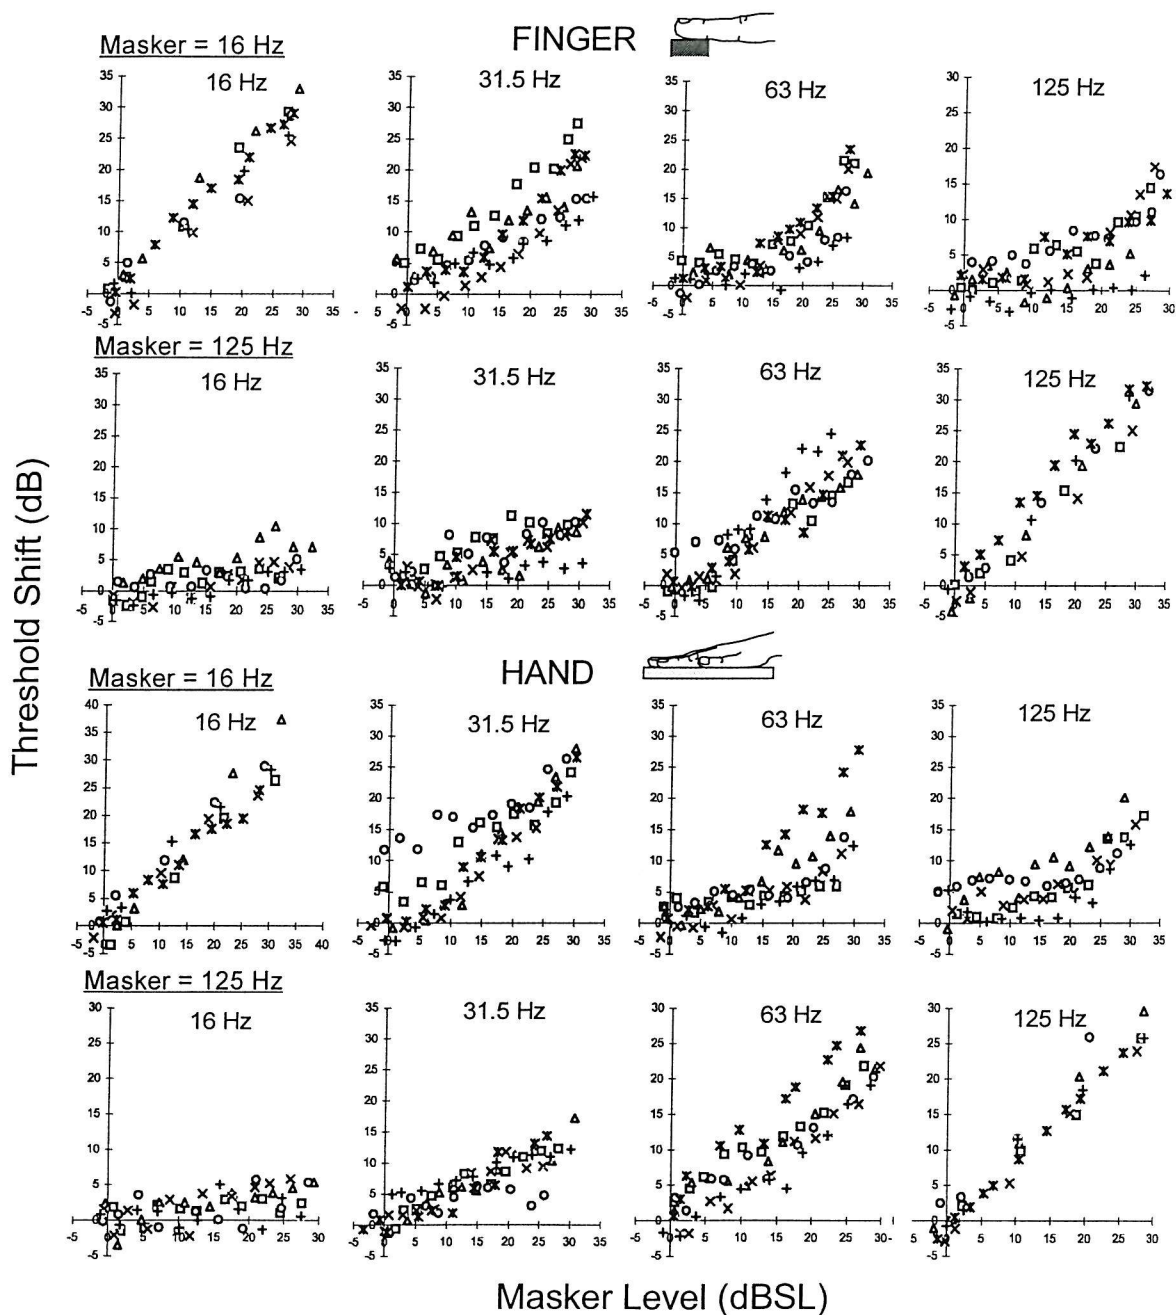 FINGER
Masker = 16 Hz
16 Hz
31.5 Hz
63 Hz
125 Hz
Masker = 125 Hz
16 Hz
31.5 Hz
63 Hz
125 Hz
Threshold Shift (dB)
HAND
Masker = 16 Hz
16 Hz
31.5 Hz
63 Hz
125 Hz
Masker = 125 Hz
16 Hz
31.5 Hz
63 Hz
125 Hz
Masker Level (dBSL)